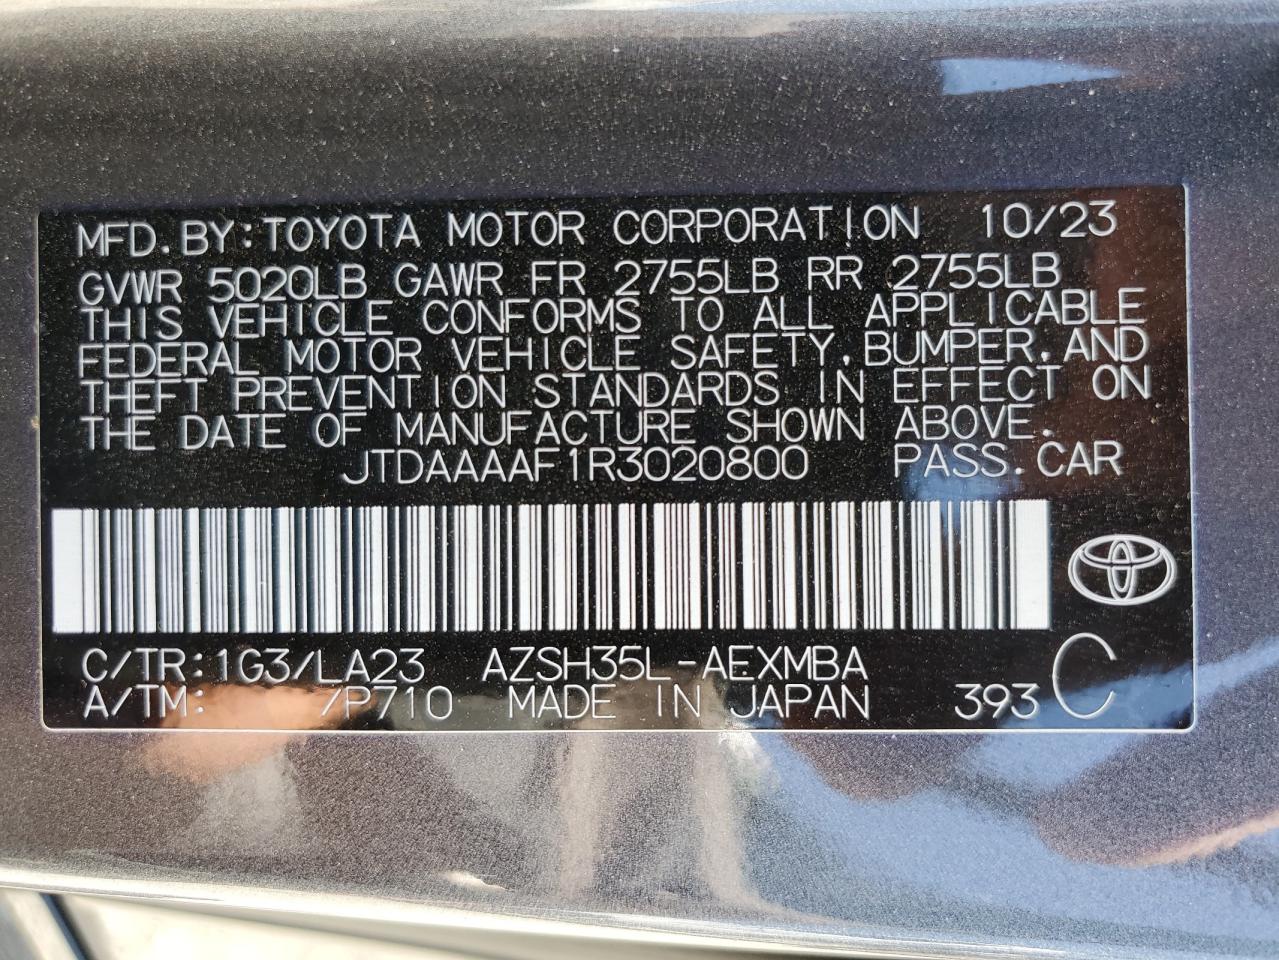 MFD.BY:TOYOTA MOTOR CORPORATION 10/23
GVWR 5020LB GAWR FR 2755LB RR 2755LB
THIS VEHICLE CONFORMS TO ALL APPLICABLE
FEDERAL MOTOR VEHICLE SAFETY,BUMPER,AND
THEFT PREVENTION STANDARDS IN EFFECT ON
THE DATE OF MANUFACTURE SHOWN ABOVE.
JTDAAAAF1R3020800 PASS.CAR
C/TR:1G3/LA23 AZSH35L-AEXMBA
A/TM: /P710 MADE IN JAPAN 393 C